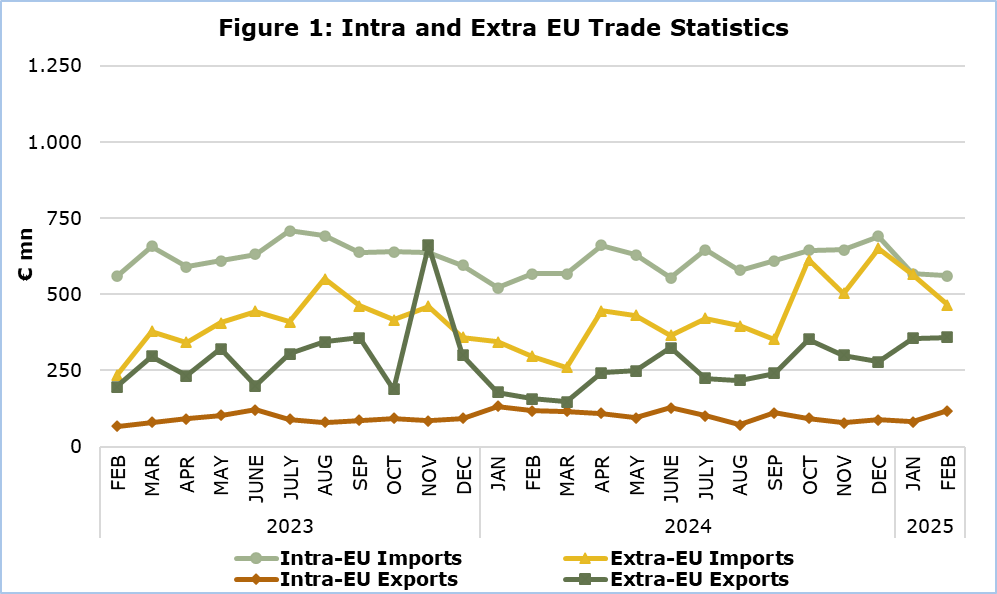 Figure 1: Intra and Extra EU Trade Statistics
€ mn
1.250
1.000
750
500
250
0
FEB MAR APR MAY JUNE JULY AUG SEP OCT NOV DEC JAN FEB MAR APR MAY JUNE JULY AUG SEP OCT NOV DEC JAN FEB
2023 2024 2025
Intra-EU Imports Extra-EU Imports
Intra-EU Exports Extra-EU Exports